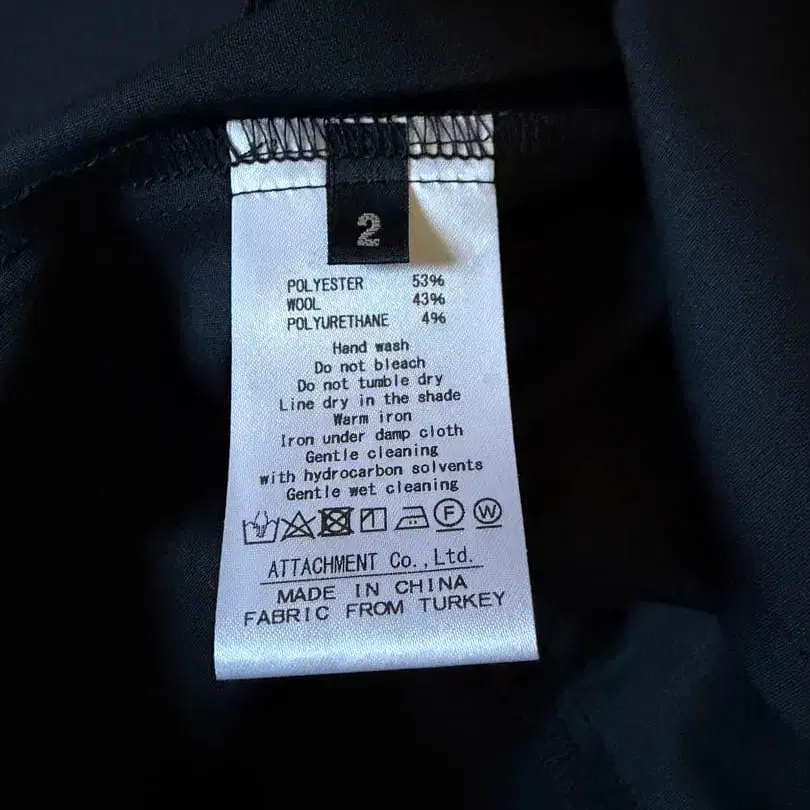 2
POLYESTER 53%
WOOL 43%
POLYURETHANE 4%
Hand wash
Do not bleach
Do not tumble dry
Line dry in the shade
Warm iron
Iron under damp cloth
Gentle cleaning
with hydrocarbon solvents
Gentle wet cleaning
F W
ATTACHMENT Co.,Ltd.
MADE IN CHINA
FABRIC FROM TURKEY